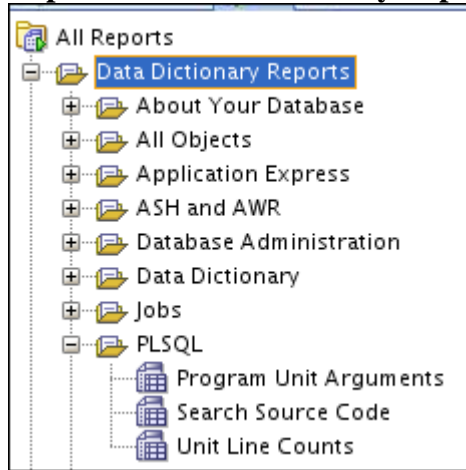 All Reports
Data Dictionary Reports
About Your Database
All Objects
Application Express
ASH and AWR
Database Administration
Data Dictionary
Jobs
PLSQL
Program Unit Arguments
Search Source Code
Unit Line Counts